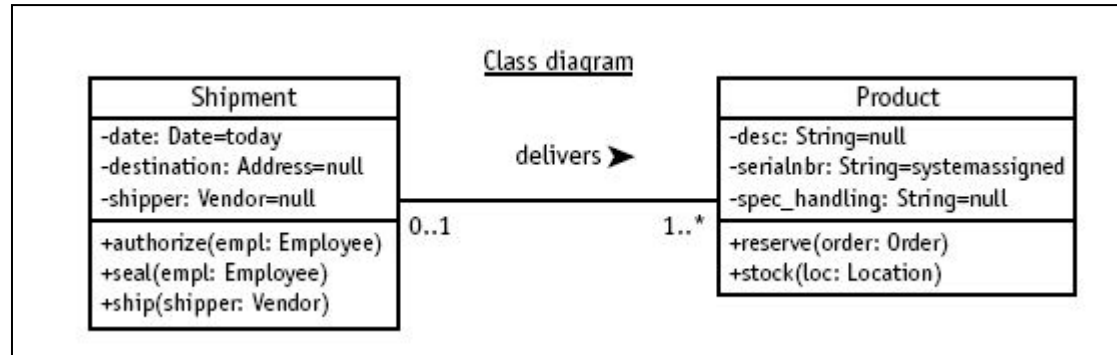 Class diagram
Shipment
-date: Date=today
-destination: Address=null
-shipper: Vendor=null
+authorize(empl: Employee)
+seal(empl: Employee)
+ship(shipper: Vendor)
delivers
0..1
1..*
Product
-desc: String=null
-serialnbr: String=systemassigned
-spec_handling: String=null
+reserve(order: Order)
+stock(loc: Location)